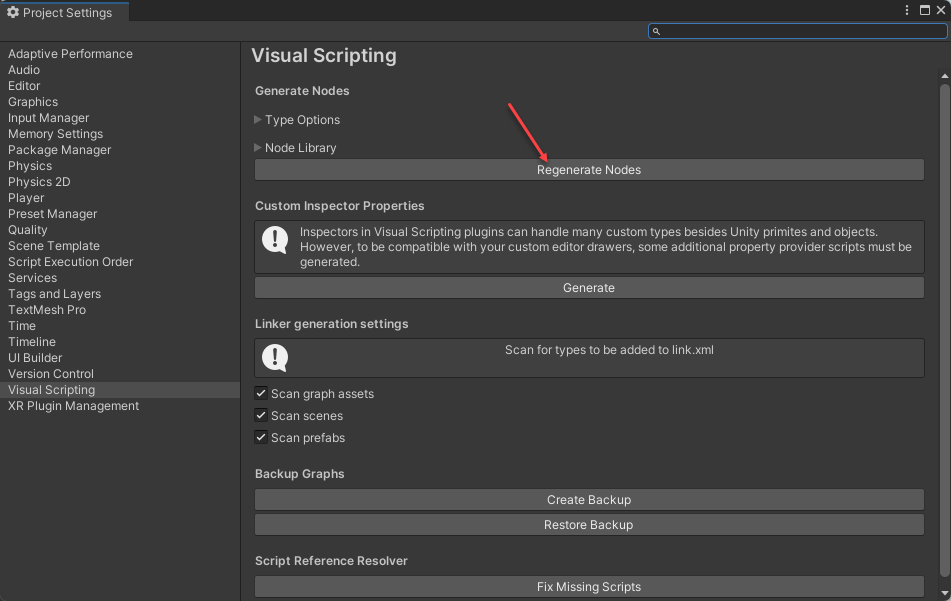 Project Settings
Adaptive Performance
Audio
Editor
Graphics
Input Manager
Memory Settings
Package Manager
Physics
Physics 2D
Player
Preset Manager
Quality
Scene Template
Script Execution Order
Services
Tags and Layers
TextMesh Pro
Time
Timeline
UI Builder
Version Control
Visual Scripting
XR Plugin Management
Visual Scripting
Generate Nodes
Type Options
Node Library
Regenerate Nodes
Custom Inspector Properties
Inspectors in Visual Scripting plugins can handle many custom types besides Unity primites and objects.
However, to be compatible with your custom editor drawers, some additional property provider scripts must be
generated.
Generate
Linker generation settings
Scan for types to be added to link.xml
Scan graph assets
Scan scenes
Scan prefabs
Backup Graphs
Create Backup
Restore Backup
Script Reference Resolver
Fix Missing Scripts